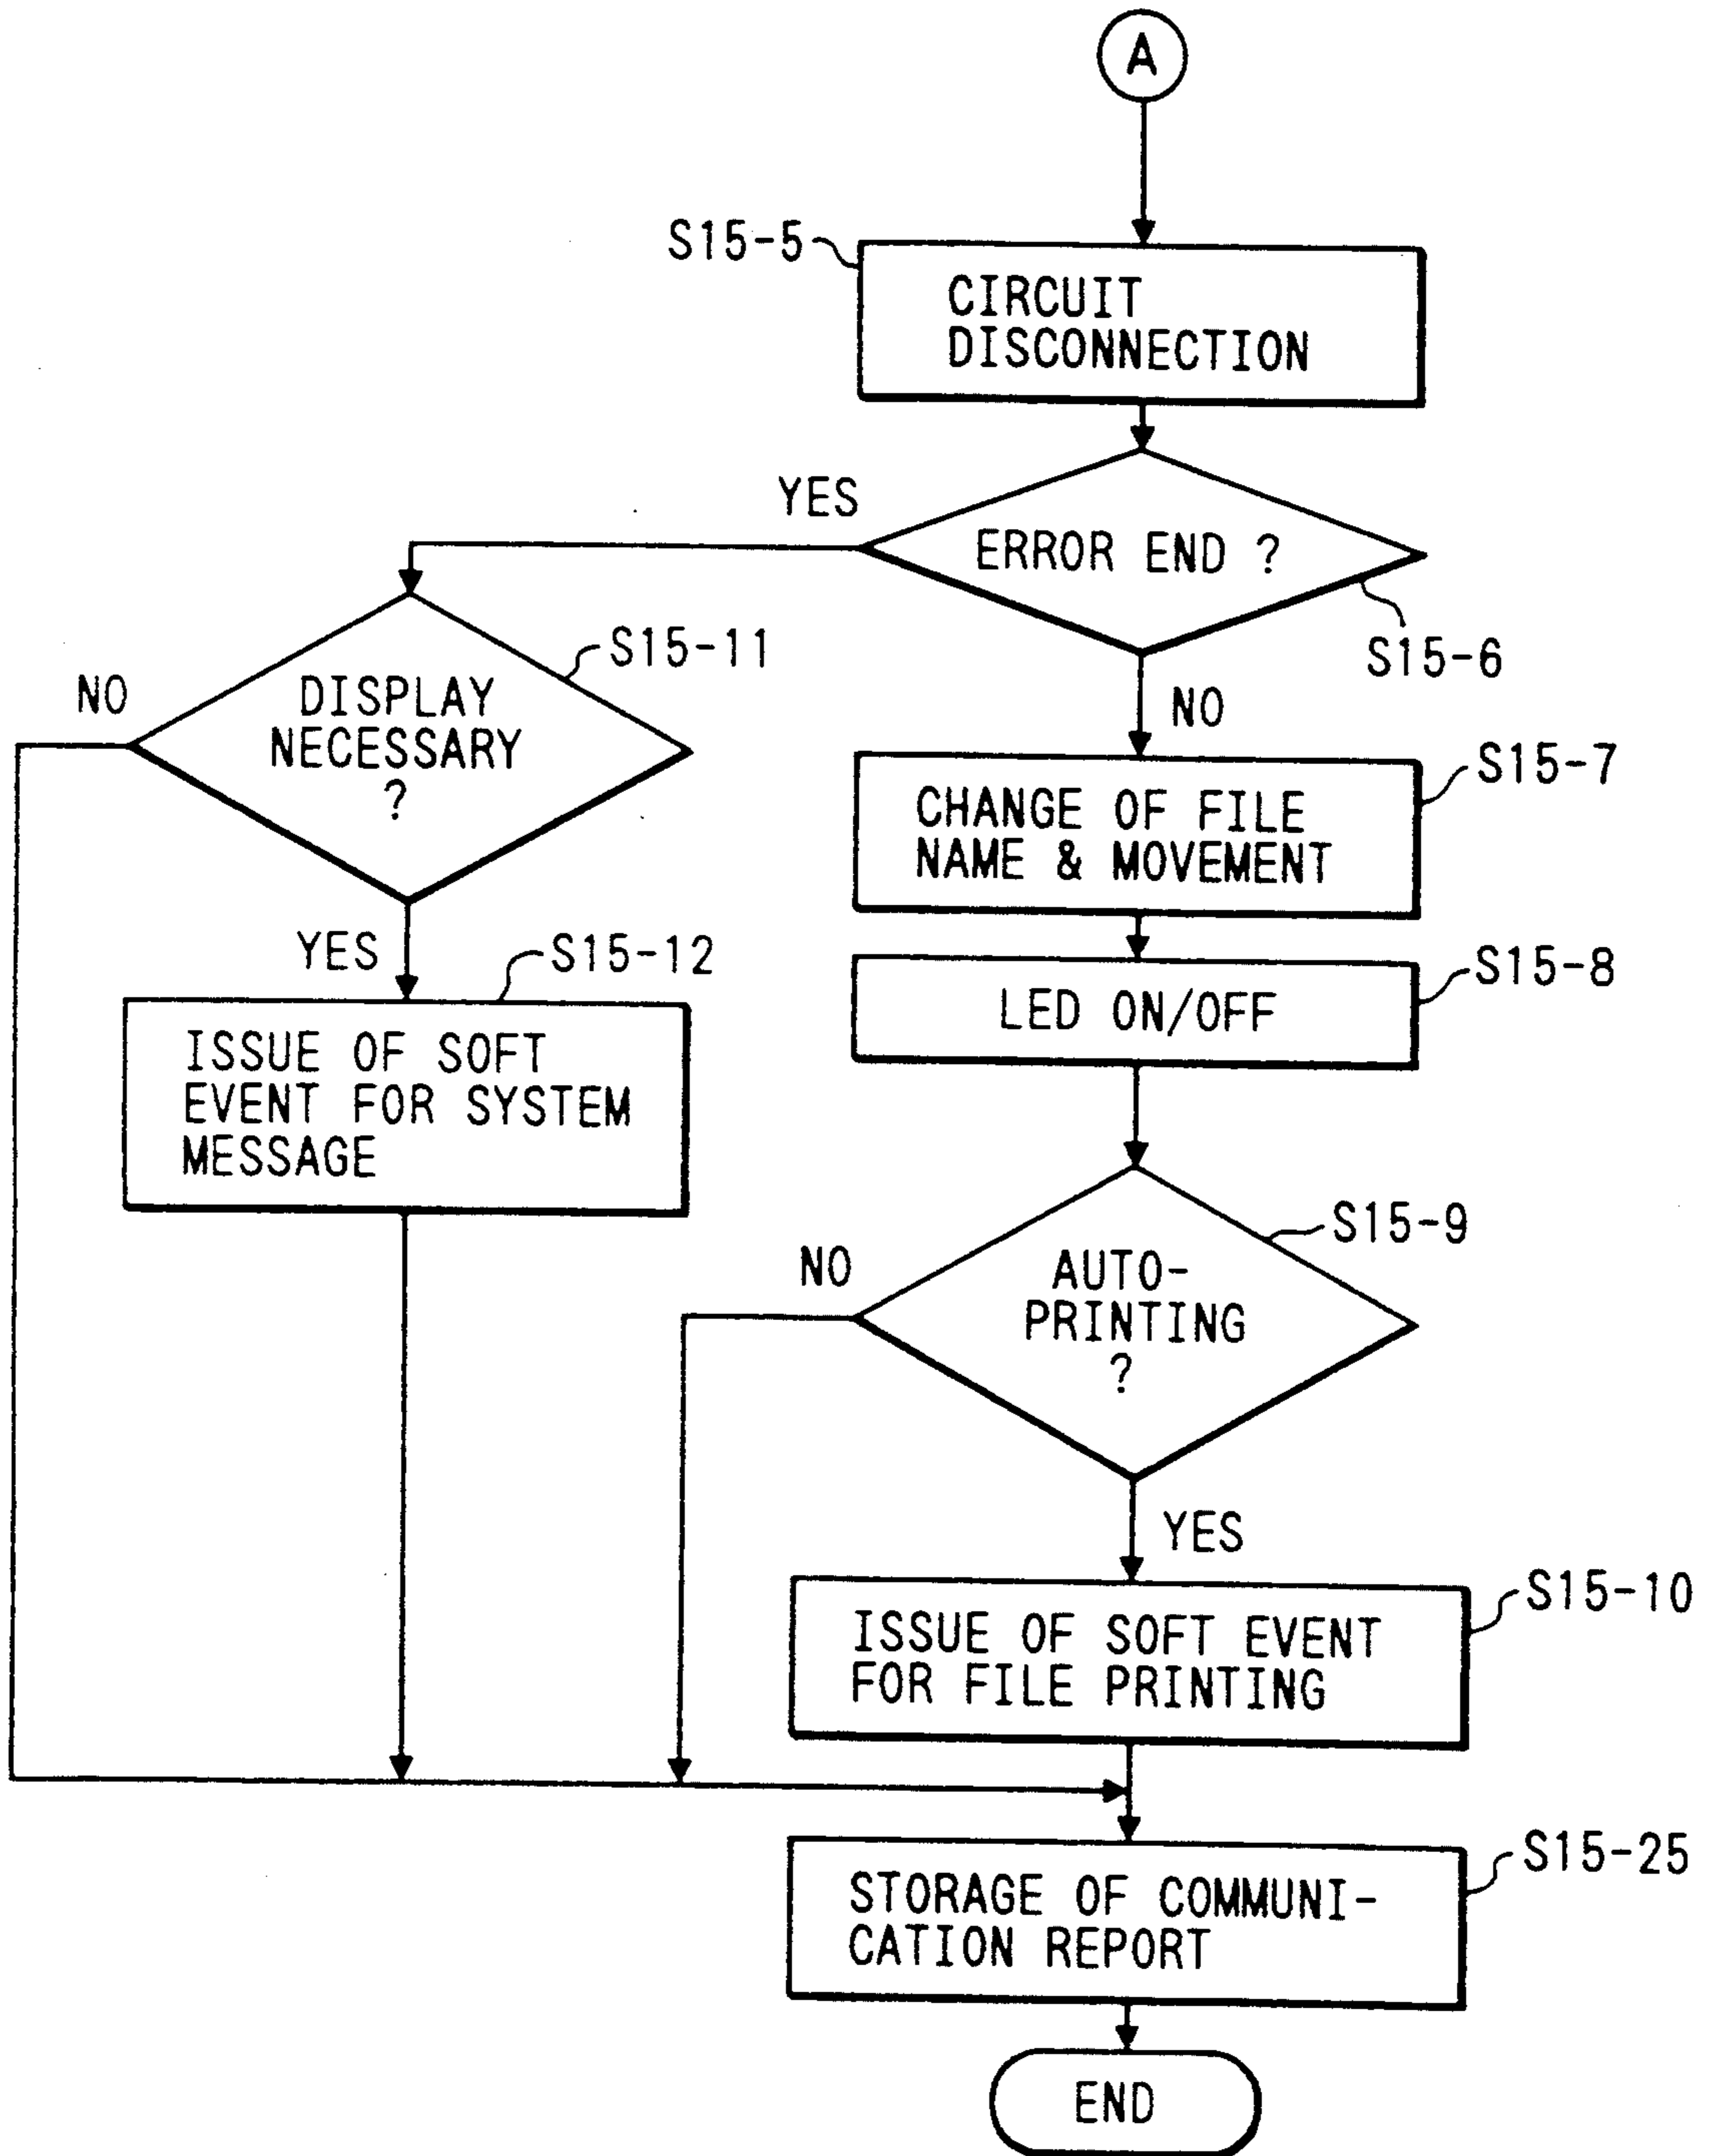 A
S15-5
CIRCUIT
DISCONNECTION
YES
ERROR END ?
S15-6
NO
S15-11
NO
DISPLAY
NECESSARY
?
S15-7
CHANGE OF FILE
NAME & MOVEMENT
YES
S15-12
S15-8
LED ON/OFF
ISSUE OF SOFT
EVENT FOR SYSTEM
MESSAGE
S15-9
NO
AUTO-
PRINTING
?
YES
S15-10
ISSUE OF SOFT EVENT
FOR FILE PRINTING
S15-25
STORAGE OF COMMUNI-
CATION REPORT
END